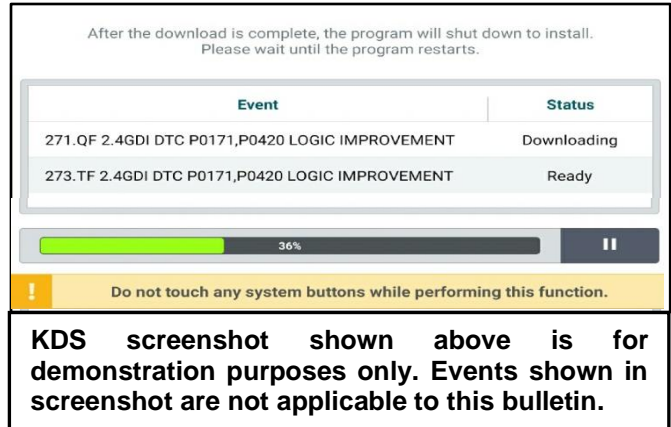 After the download is complete, the program will shut down to install.
Please wait until the program restarts.
Event Status
271.QF 2.4GDI DTC P0171,P0420 LOGIC IMPROVEMENT Downloading
273.TF 2.4GDI DTC P0171,P0420 LOGIC IMPROVEMENT Ready
36%
! Do not touch any system buttons while performing this function.
KDS screenshot shown above is for
demonstration purposes only. Events shown in
screenshot are not applicable to this bulletin.